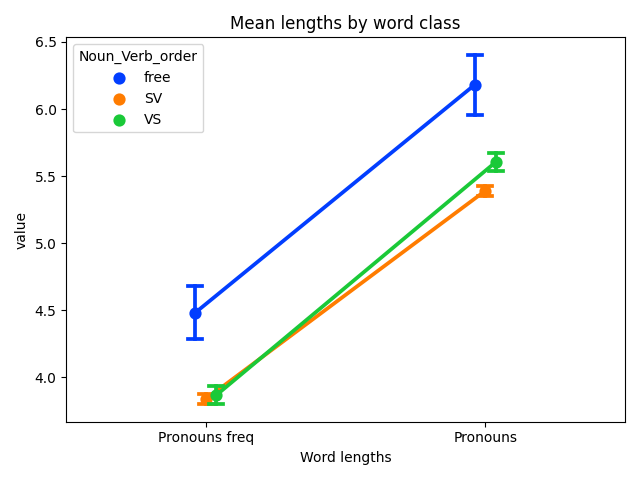 Mean lengths by word class
Noun_Verb_order
free
SV
VS
value
6.5
6.0
5.5
5.0
4.5
4.0
Pronouns freq
Pronouns
Word lengths